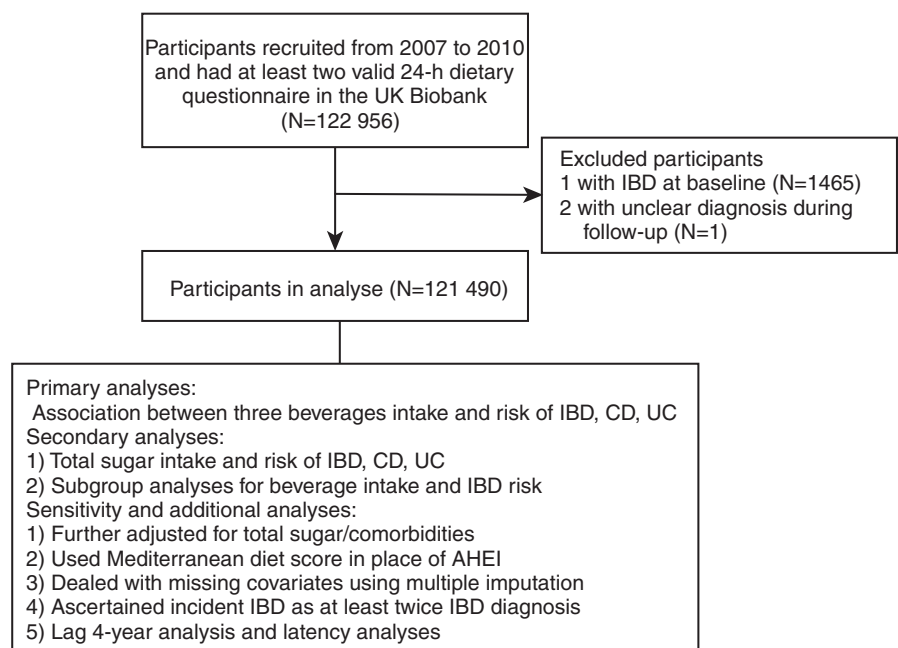 Participants recruited from 2007 to 2010
and had at least two valid 24-h dietary
questionnaire in the UK Biobank
(N=122 956)
Excluded participants
1 with IBD at baseline (N=1465)
2 with unclear diagnosis during
follow-up (N=1)
Participants in analyse (N=121 490)
Primary analyses:
Association between three beverages intake and risk of IBD, CD, UC
Secondary analyses:
1) Total sugar intake and risk of IBD, CD, UC
2) Subgroup analyses for beverage intake and IBD risk
Sensitivity and additional analyses:
1) Further adjusted for total sugar/comorbidities
2) Used Mediterranean diet score in place of AHEI
3) Dealt with missing covariates using multiple imputation
4) Ascertained incident IBD as at least twice IBD diagnosis
5) Lag 4-year analysis and latency analyses